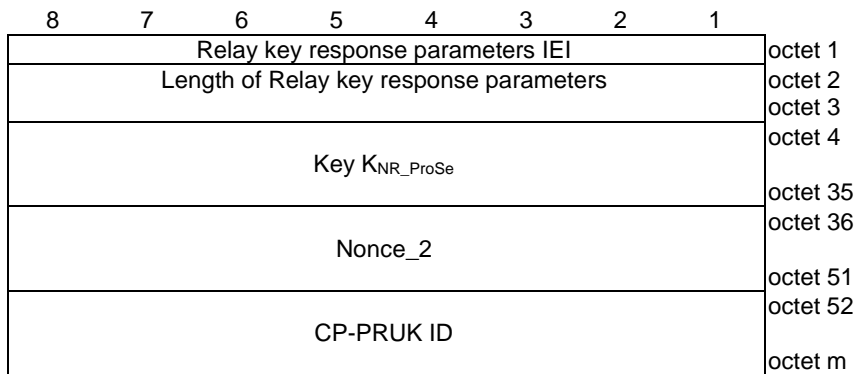 8 7 6 5 4 3 2 1
Relay key response parameters IEI octet 1
Length of Relay key response parameters octet 2
octet 3
octet 4
Key KNR_ProSe
octet 35
octet 36
Nonce_2
octet 51
octet 52
CP-PRUK ID
octet m